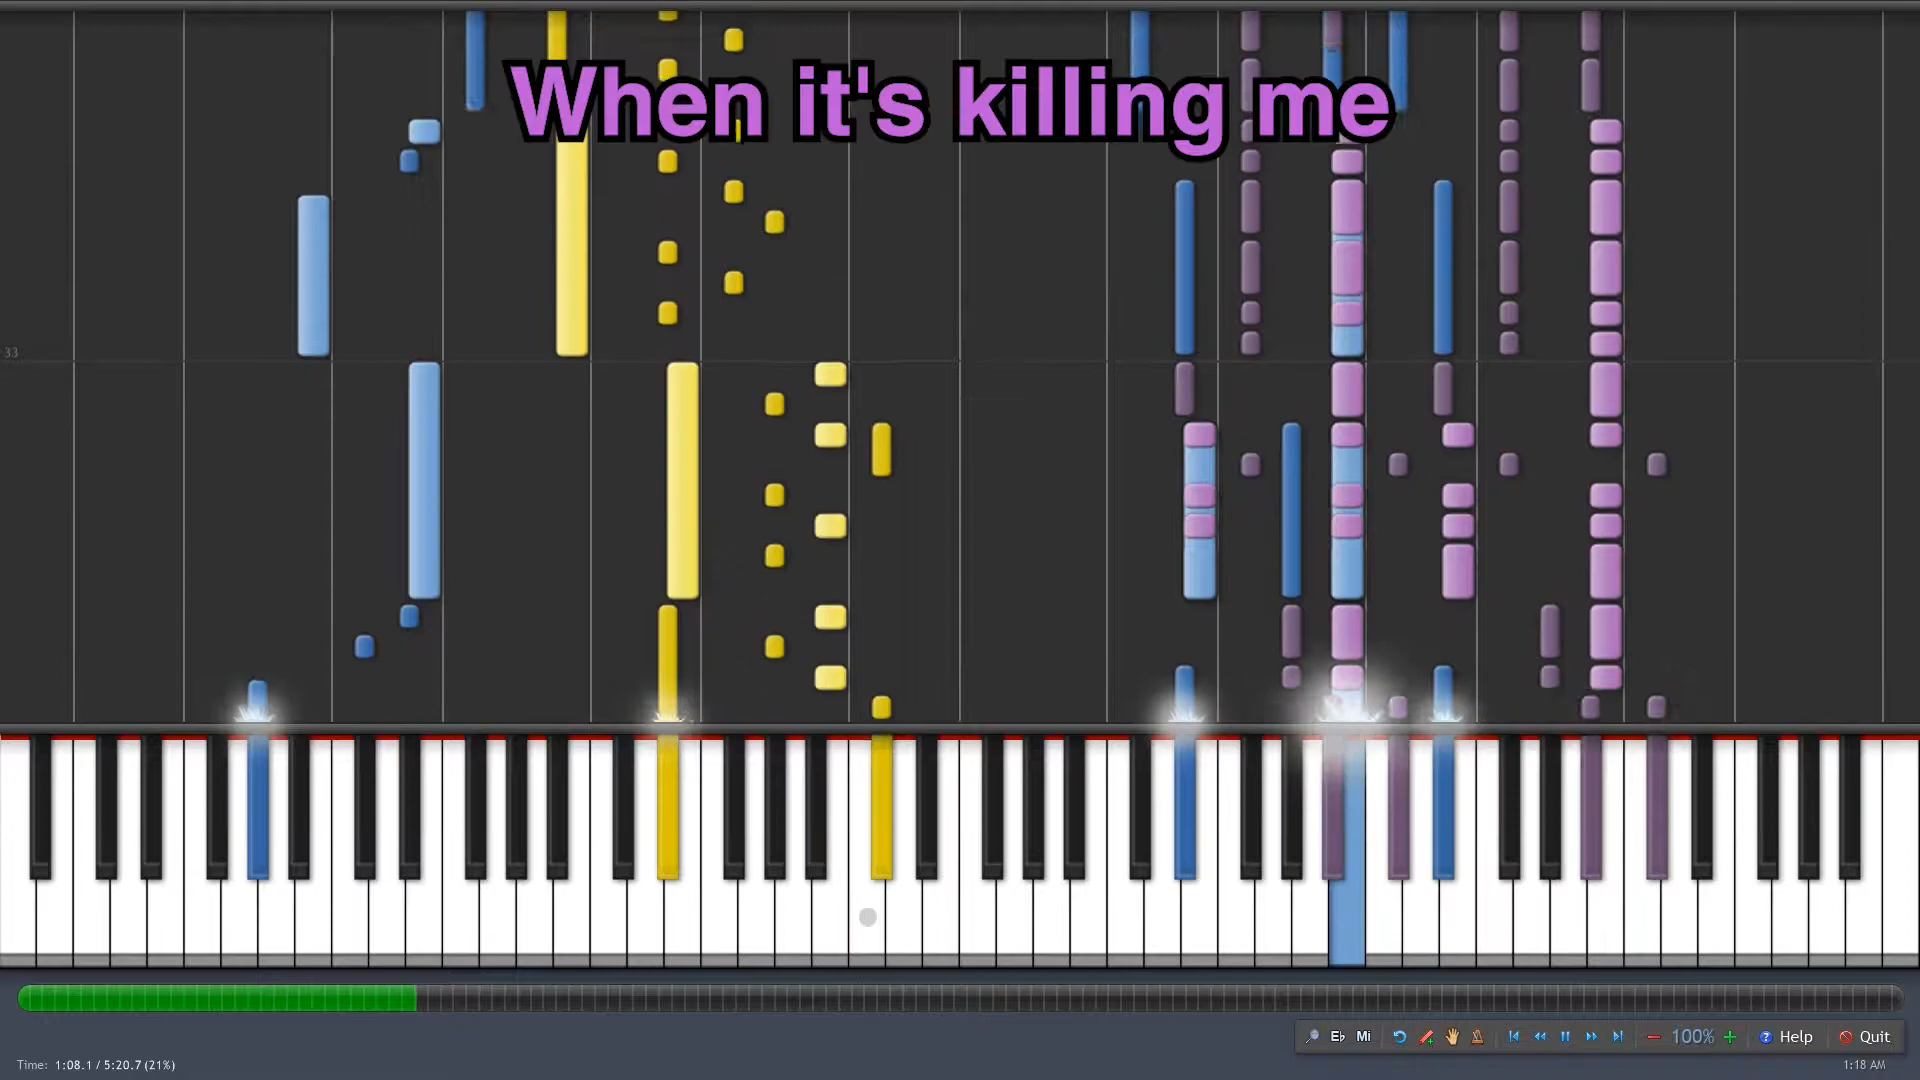 When it's killing me
33
Eb Mi 100% Help Quit
Time: 1:08.1 / 5:20.7 (21%) 1:18 AM